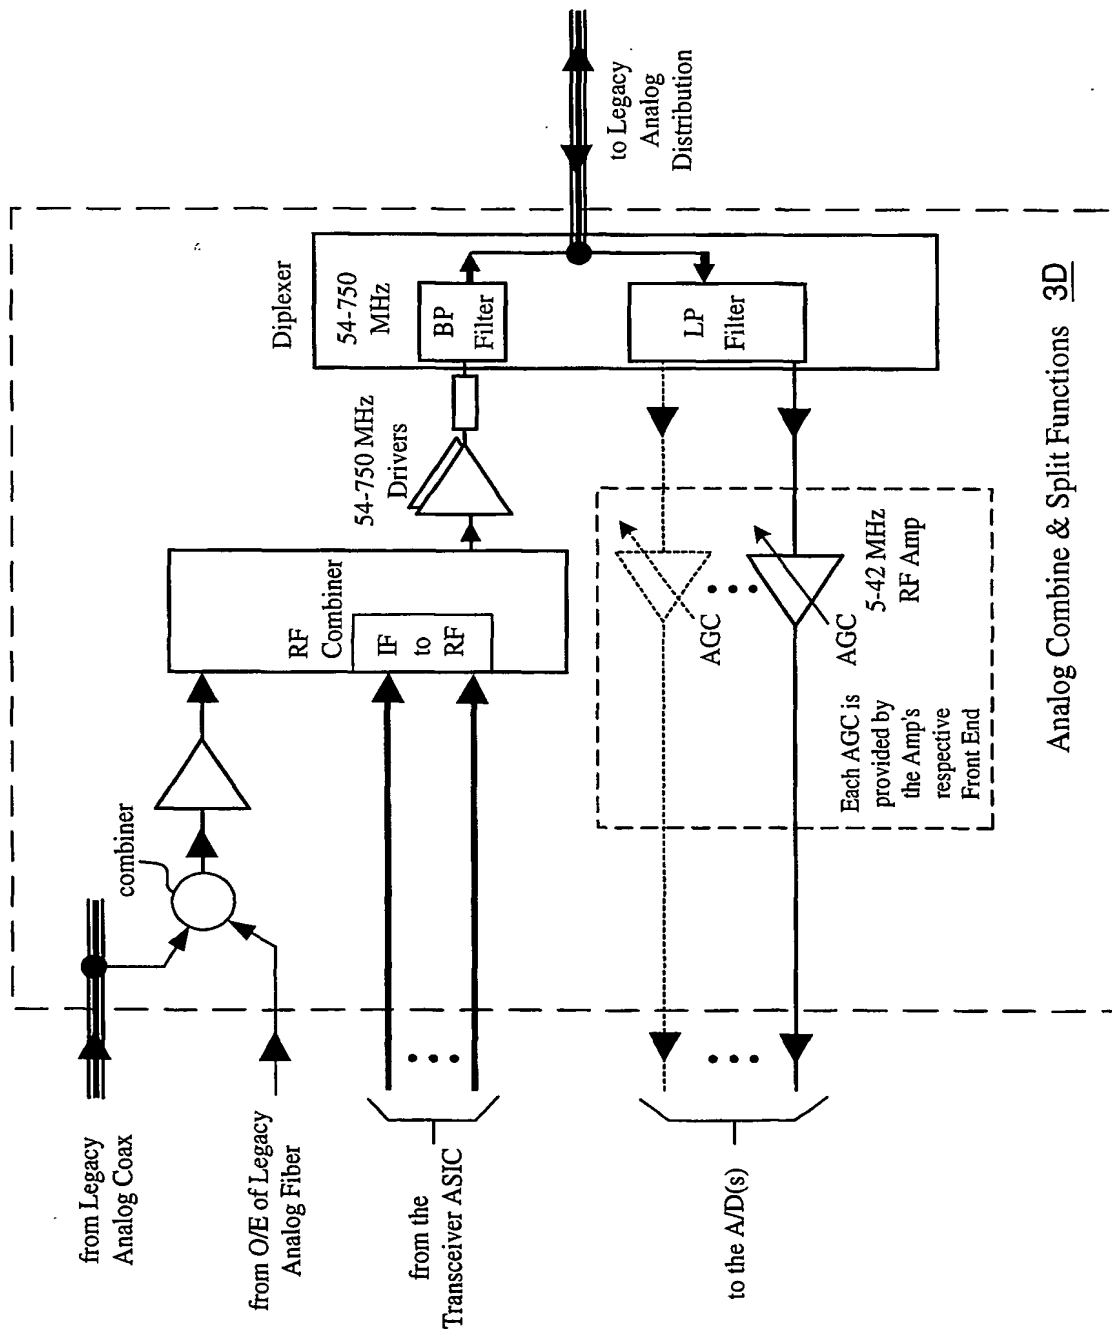 from Legacy
Analog Coax
combiner
from O/E of Legacy
Analog Fiber
from the
Transceiver ASIC
RF
Combiner
IF
to
RF
54-750 MHz
Drivers
Diplexer
54-750
MHz
BP
Filter
LP
Filter
to Legacy
Analog
Distribution
to the A/D(s)
AGC
AGC
5-42 MHz
RF Amp
Each AGC is
provided by
the Amp's
respective
Front End
Analog Combine & Split Functions 3D